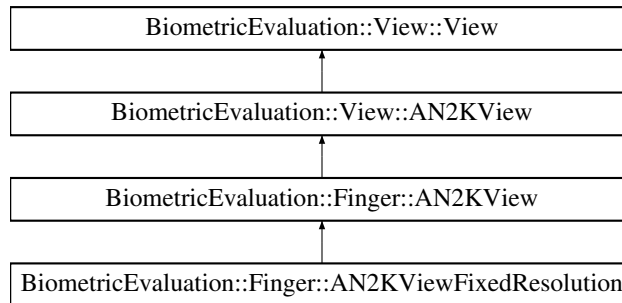 BiometricEvaluation::View::View
BiometricEvaluation::View::AN2KView
BiometricEvaluation::Finger::AN2KView
BiometricEvaluation::Finger::AN2KViewFixedResolution